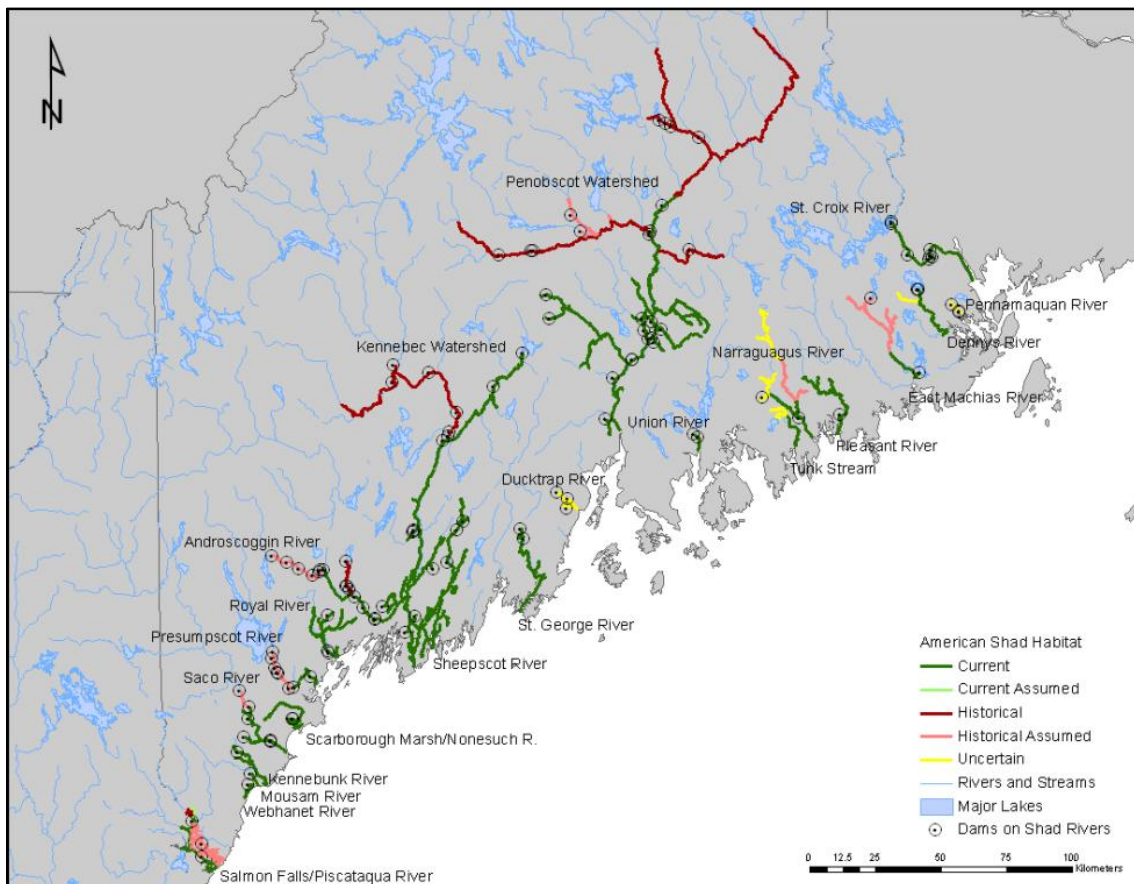 N
Penobscot Watershed
St. Croix River
Pennamaquan River
Dennys River
Kennebec Watershed
Narraguagus River
East Machias River
Union River
Pleasant River
Tunk Stream
Ducktrap River
Androscoggin River
Royal River
St. George River
Presumpscot River
Sheepscot River
Saco River
Scarborough Marsh/Nonesuch R.
Kennebunk River
Mousam River
Webhanet River
Salmon Falls/Piscataqua River
American Shad Habitat
Current
Current Assumed
Historical
Historical Assumed
Uncertain
Rivers and Streams
Major Lakes
Dams on Shad Rivers
0 12.5 25 50 75 100
Kilometers